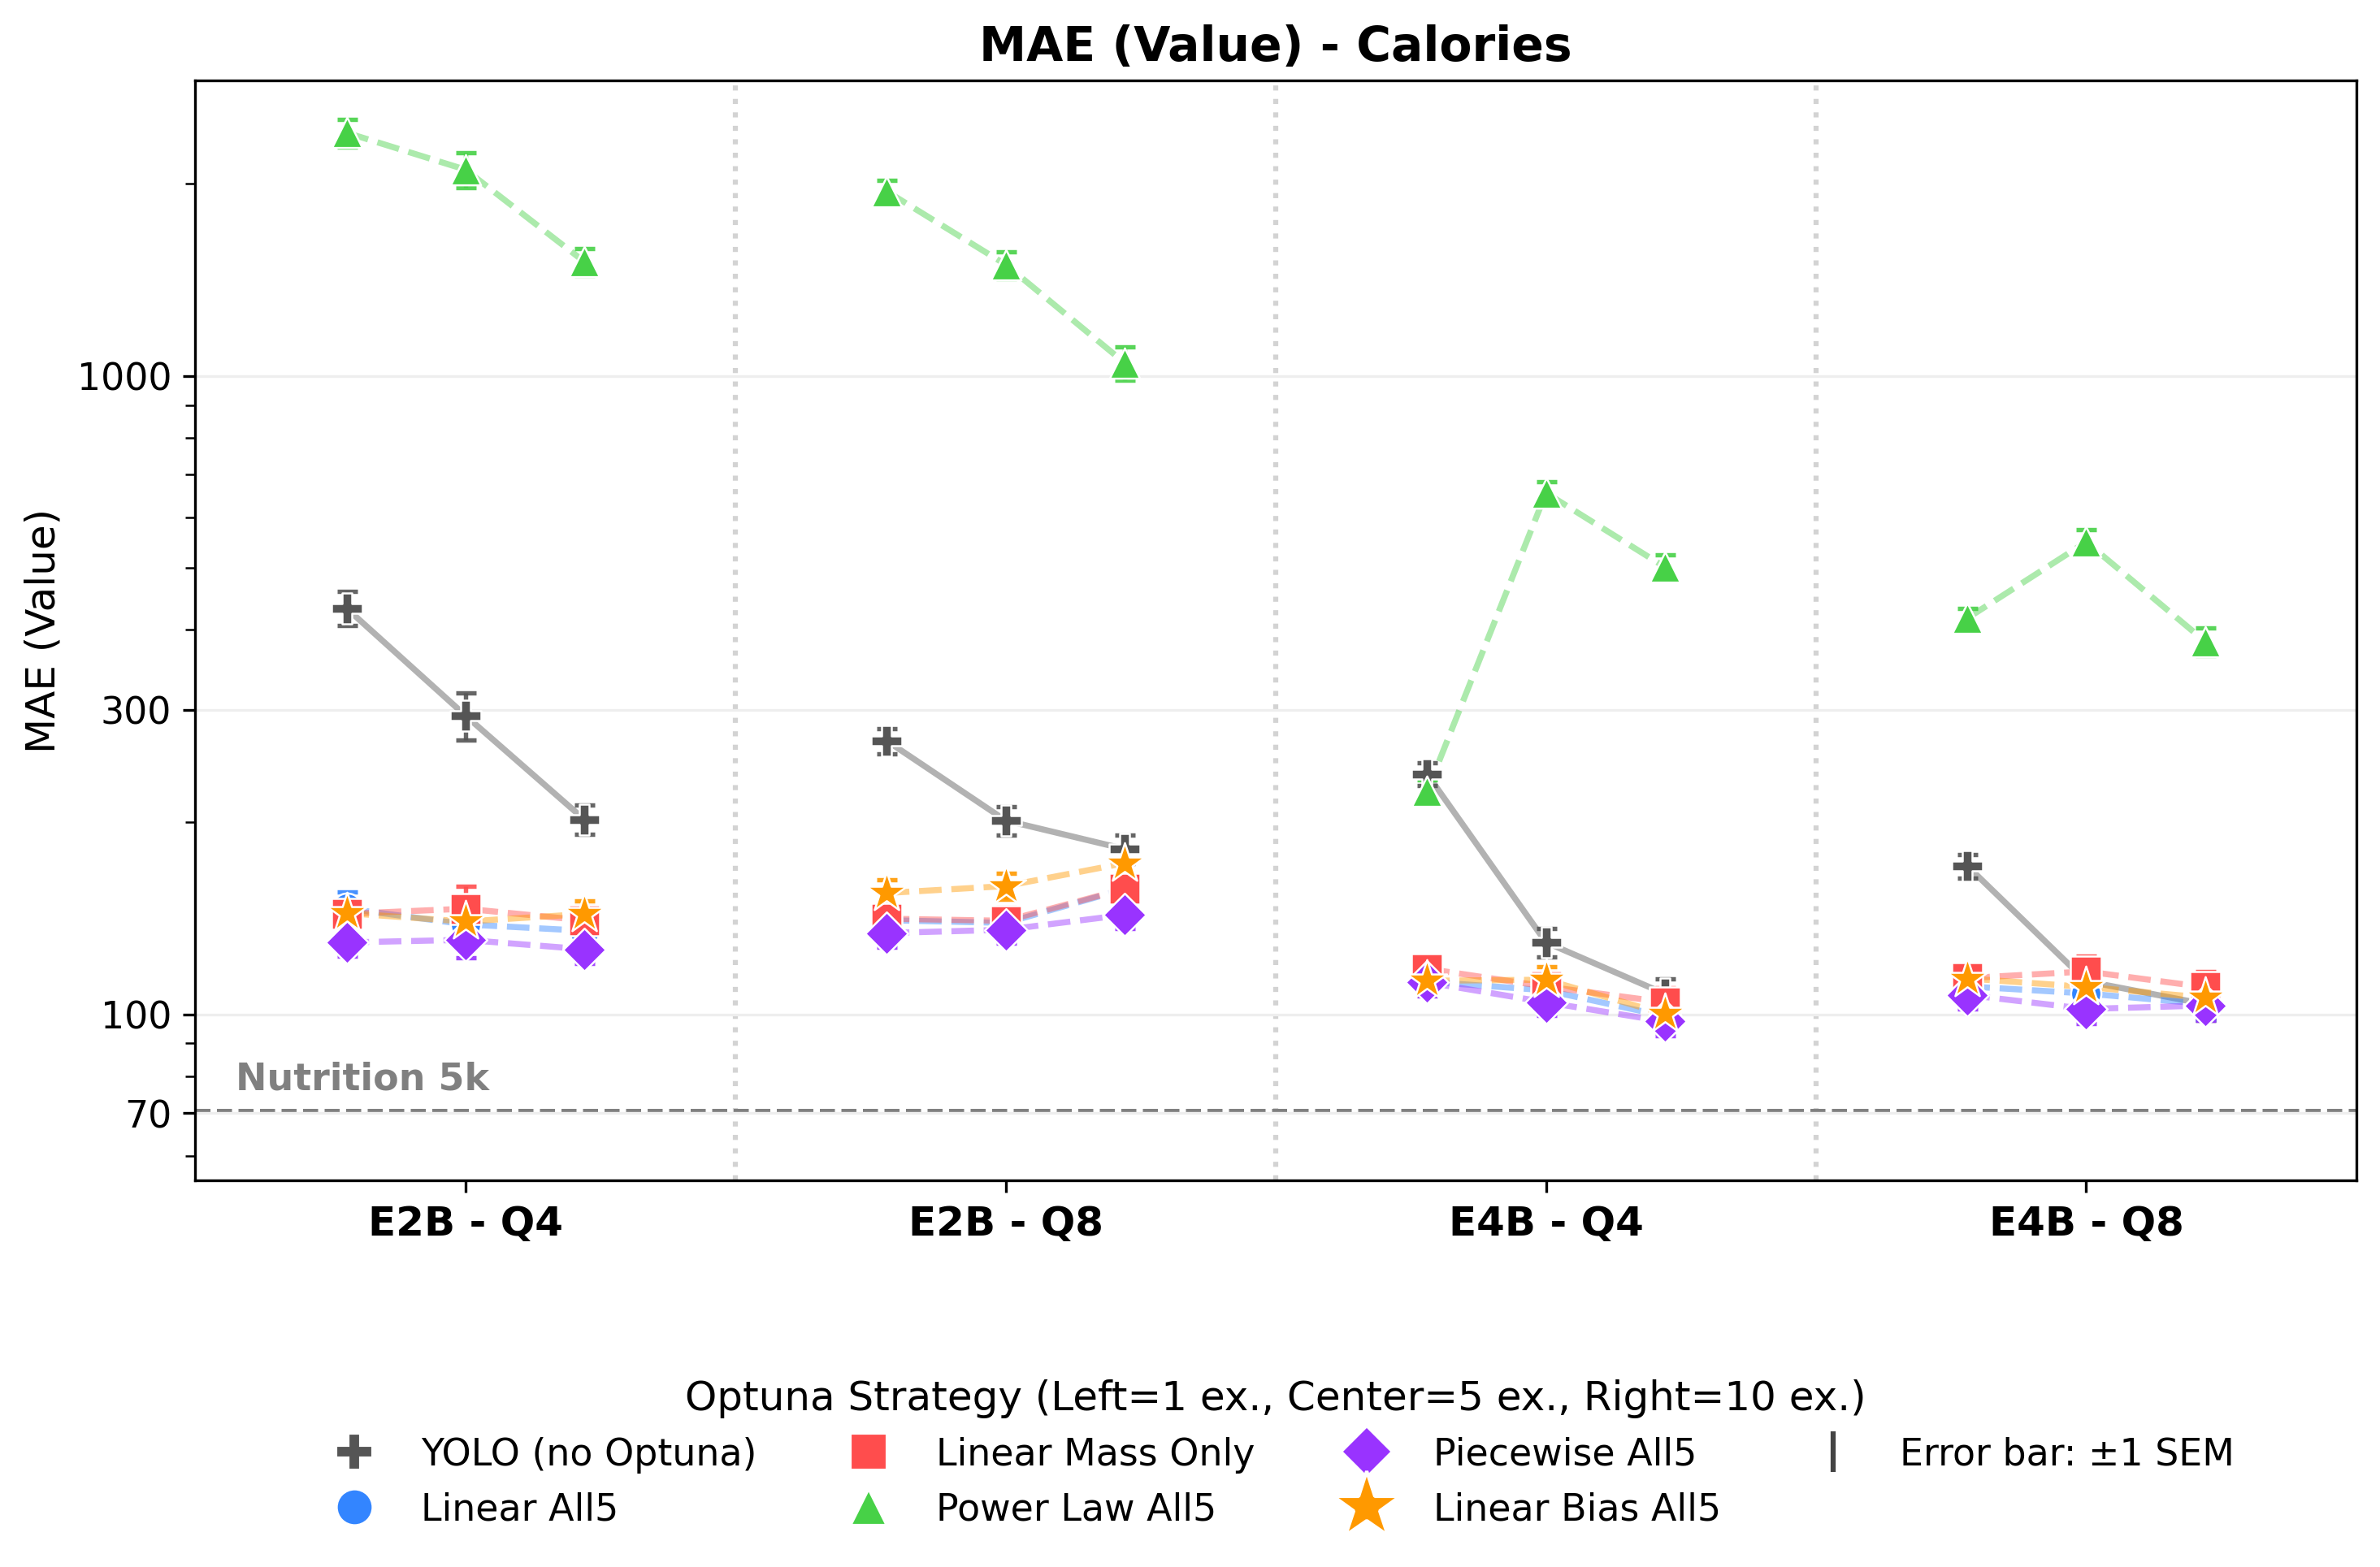 MAE (Value) - Calories
MAE (Value)
1000
300
100
70
Nutrition 5k
E2B - Q4
E2B - Q8
E4B - Q4
E4B - Q8
Optuna Strategy (Left=1 ex., Center=5 ex., Right=10 ex.)
YOLO (no Optuna)
Linear All5
Linear Mass Only
Power Law All5
Piecewise All5
Linear Bias All5
Error bar: ±1 SEM